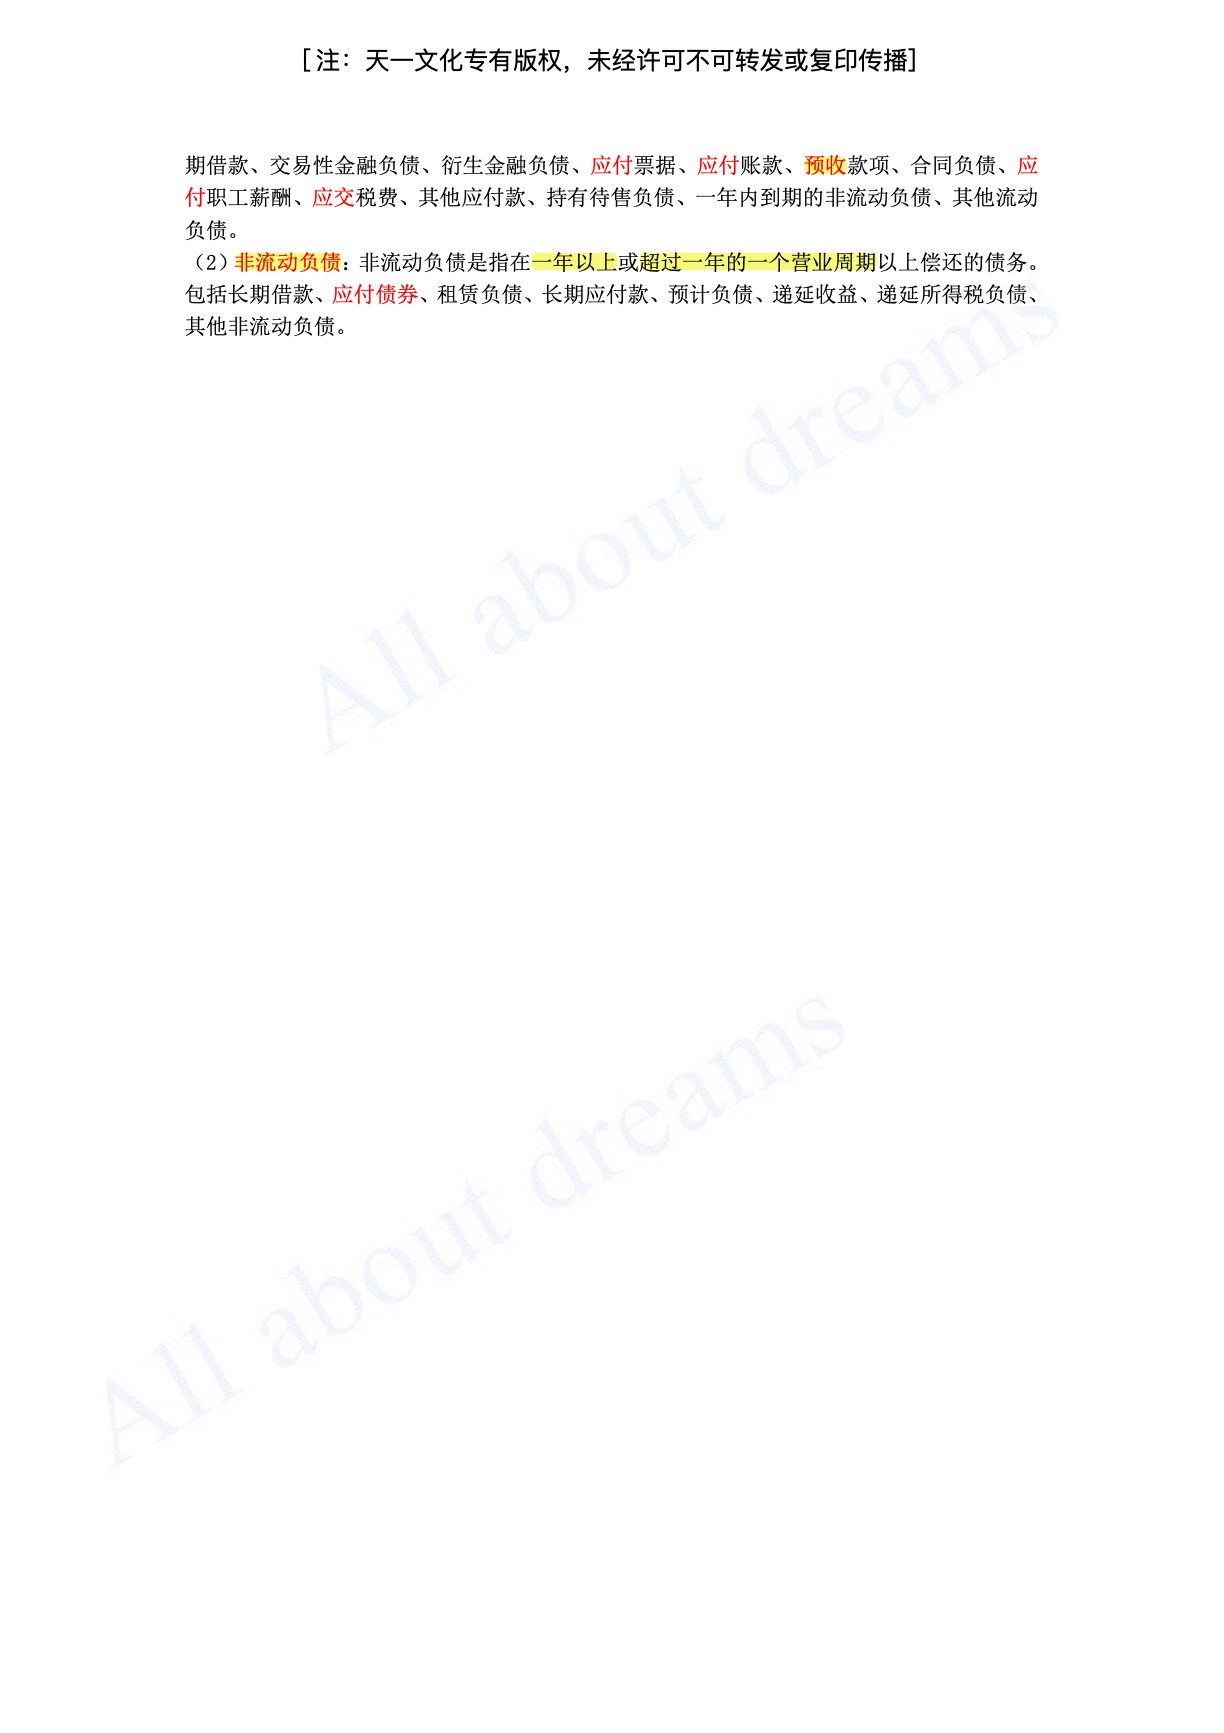 [注：天一文化专有版权，未经许可不可转发或复印传播]
期借款、交易性金融负债、衍生金融负债、应付票据、应付账款、预收款项、合同负债、应
付职工薪酬、应交税费、其他应付款、持有待售负债、一年内到期的非流动负债、其他流动
负债。
（2）非流动负债：非流动负债是指在一年以上或超过一年的一个营业周期以上偿还的债务。
包括长期借款、应付债券、租赁负债、长期应付款、预计负债、递延收益、递延所得税负债、
其他非流动负债。
All about dreams
All about dreams